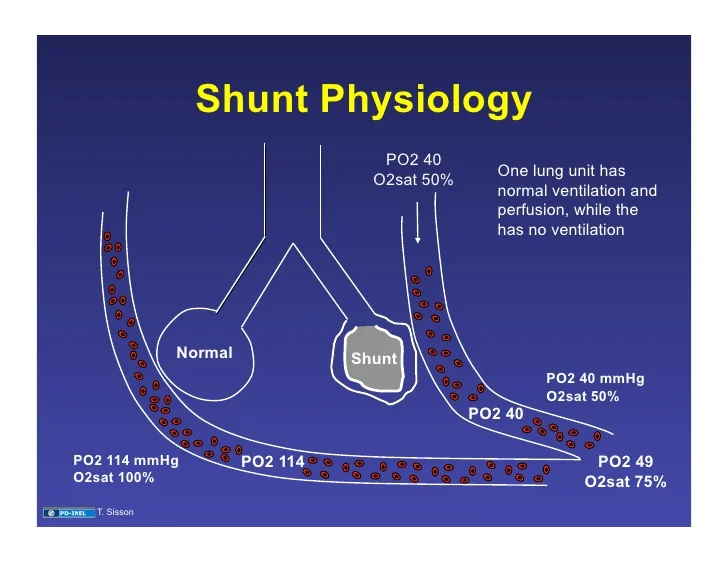 Shunt Physiology
PO2 40
O2sat 50%
One lung unit has
normal ventilation and
perfusion, while the
has no ventilation
Normal
Shunt
PO2 40 mmHg
O2sat 50%
PO2 40
PO2 114 mmHg
O2sat 100%
PO2 114
PO2 49
O2sat 75%
PD-INEL
T. Sisson